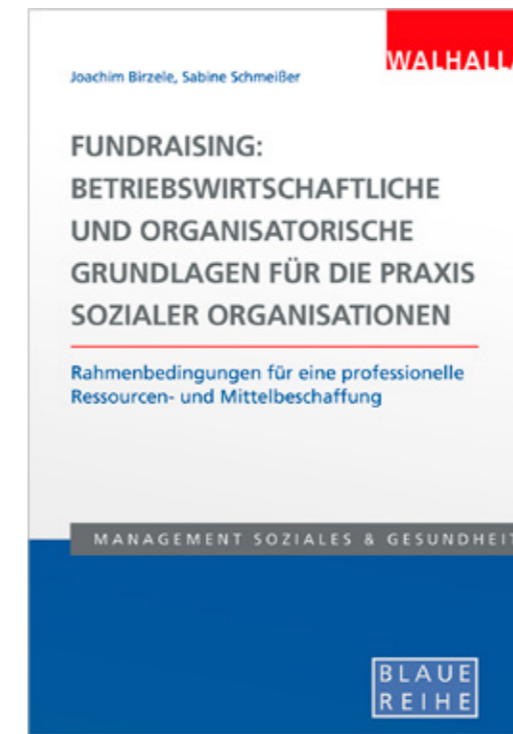 WALHALLA
Joachim Birzele, Sabine Schmeißer
FUNDRAISING:
BETRIEBSWIRTSCHAFTLICHE
UND ORGANISATORISCHE
GRUNDLAGEN FÜR DIE PRAXIS
SOZIALER ORGANISATIONEN
Rahmenbedingungen für eine professionelle
Ressourcen- und Mittelbeschaffung
MANAGEMENT SOZIALES & GESUNDHEIT
BLAUE
REIHE